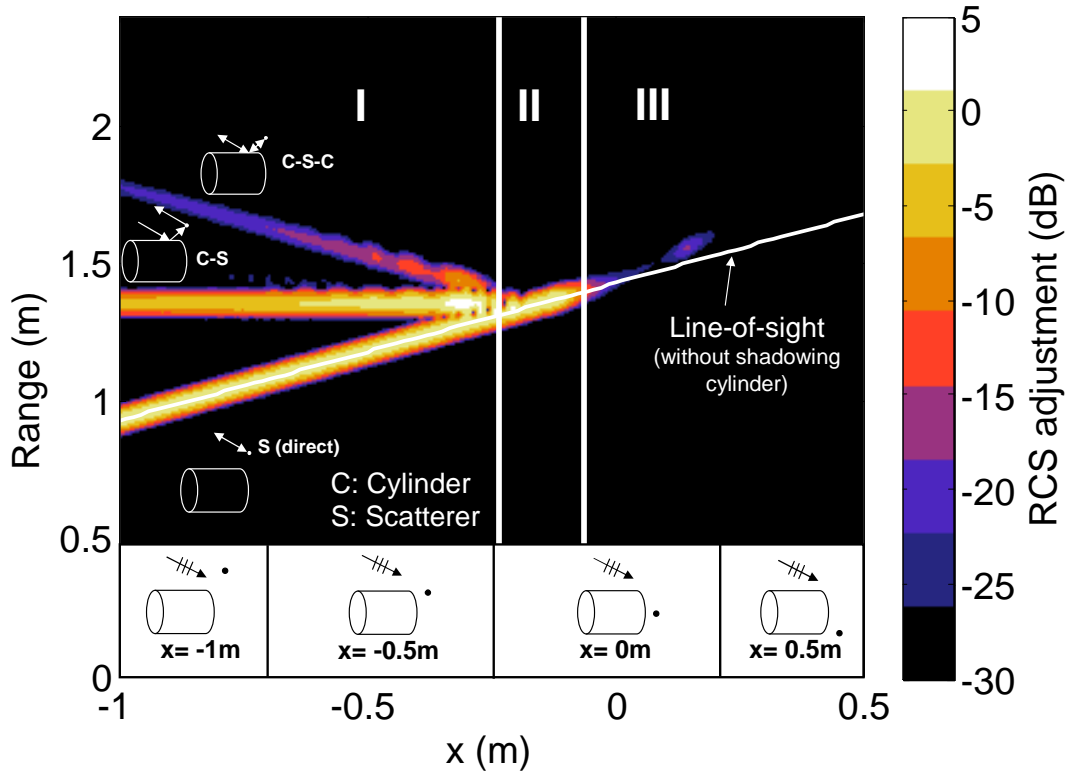 I
II
III
C-S-C
C-S
S (direct)
C: Cylinder
S: Scatterer
Line-of-sight
(without shadowing
cylinder)
x= -1m
x= -0.5m
x= 0m
x= 0.5m
2
1.5
1
0.5
0
Range (m)
-1
-0.5
0
0.5
x (m)
5
0
-5
-10
-15
-20
-25
-30
RCS adjustment (dB)